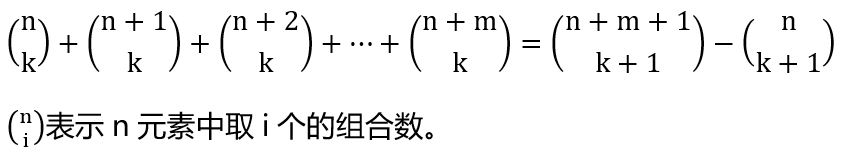 (n k) + (n + 1 k) + (n + 2 k) + ⋯ + (n + m k) = (n + m + 1 k + 1) − (n k + 1)
(n i)表示 n 元素中取 i 个的组合数。